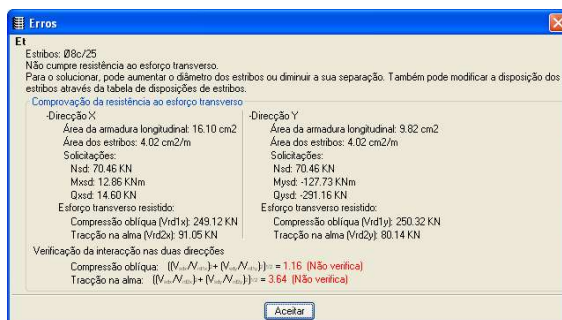 Erros
Et
Estribos: Ø8c/25
Não cumpre resistência ao esforço transverso.
Para o solucionar, pode aumentar o diâmetro dos estribos ou diminuir a sua separação. Também pode modificar a disposição dos
estribos através da tabela de disposições de estribos.
Comprovação da resistência ao esforço transverso
-Direcção X
Área da armadura longitudinal: 16.10 cm2
Área dos estribos: 4.02 cm2/m
Solicitações:
Nsd: 70.46 KN
Mxsd: 12.86 KNm
Qxsd: 14.60 KN
Esforço transverso resistido:
Compressão oblíqua (Vrd1x): 249.12 KN
Tracção na alma (Vrd2x): 91.05 KN
-Direcção Y
Área da armadura longitudinal: 9.82 cm2
Área dos estribos: 4.02 cm2/m
Solicitações:
Nsd: 70.46 KN
Mysd: -127.73 KNm
Qysd: -291.16 KN
Esforço transverso resistido:
Compressão oblíqua (Vrd1y): 250.32 KN
Tracção na alma (Vrd2y): 80.14 KN
Verificação da interacção nas duas direcções
Compressão oblíqua: = 1.16 (Não verifica)
Tracção na alma: = 3.64 (Não verifica)
Aceitar